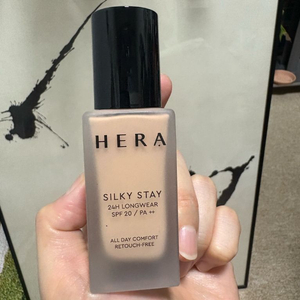 HERA
SILKY STAY
24H LONGWEAR
SPF 20 / PA ++
ALL DAY COMFORT
RETOUCH-FREE